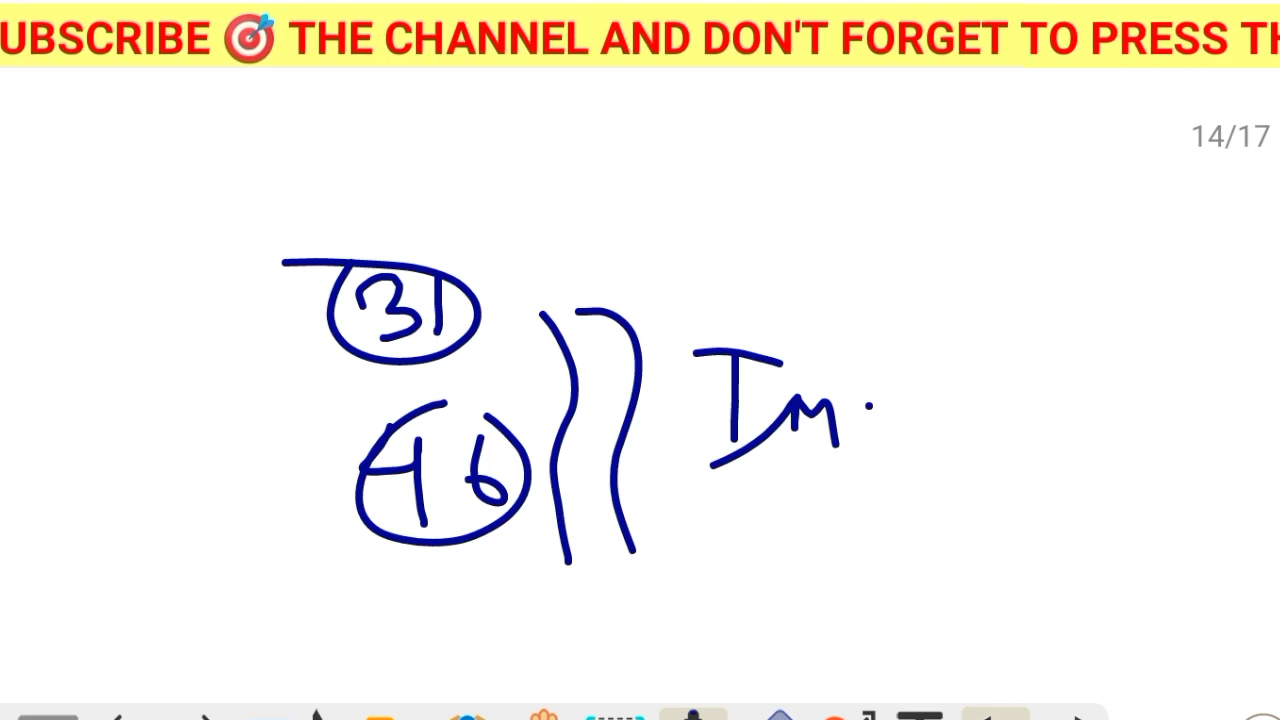 UBSCRIBE 🎯 THE CHANNEL AND DON'T FORGET TO PRESS TH
14/17
31
46
Im.